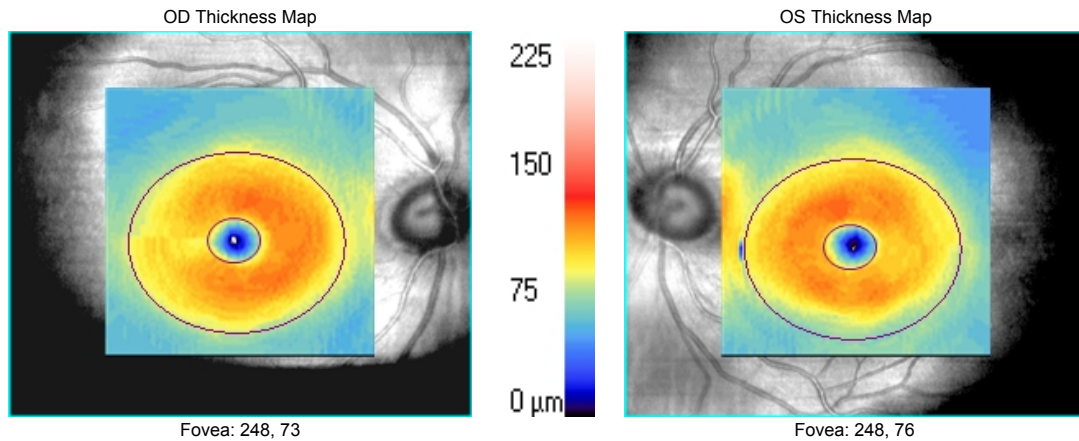 OD Thickness Map
OS Thickness Map
225
150
75
0 µm
Fovea: 248, 73
Fovea: 248, 76